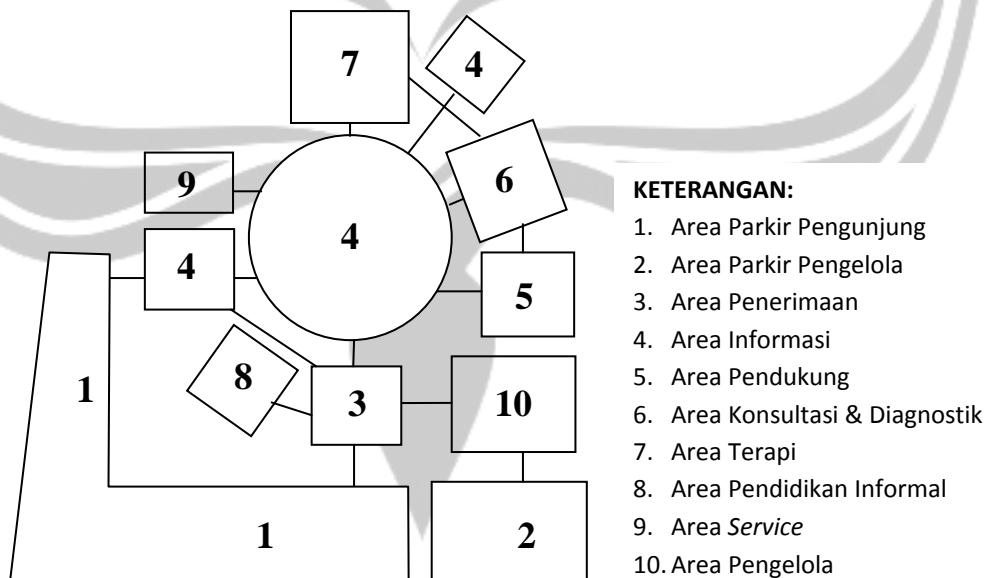 7
4
6
9
4
4
5
8
3
10
1
1
2
KETERANGAN:
1. Area Parkir Pengunjung
2. Area Parkir Pengelola
3. Area Penerimaan
4. Area Informasi
5. Area Pendukung
6. Area Konsultasi & Diagnostik
7. Area Terapi
8. Area Pendidikan Informal
9. Area Service
10. Area Pengelola